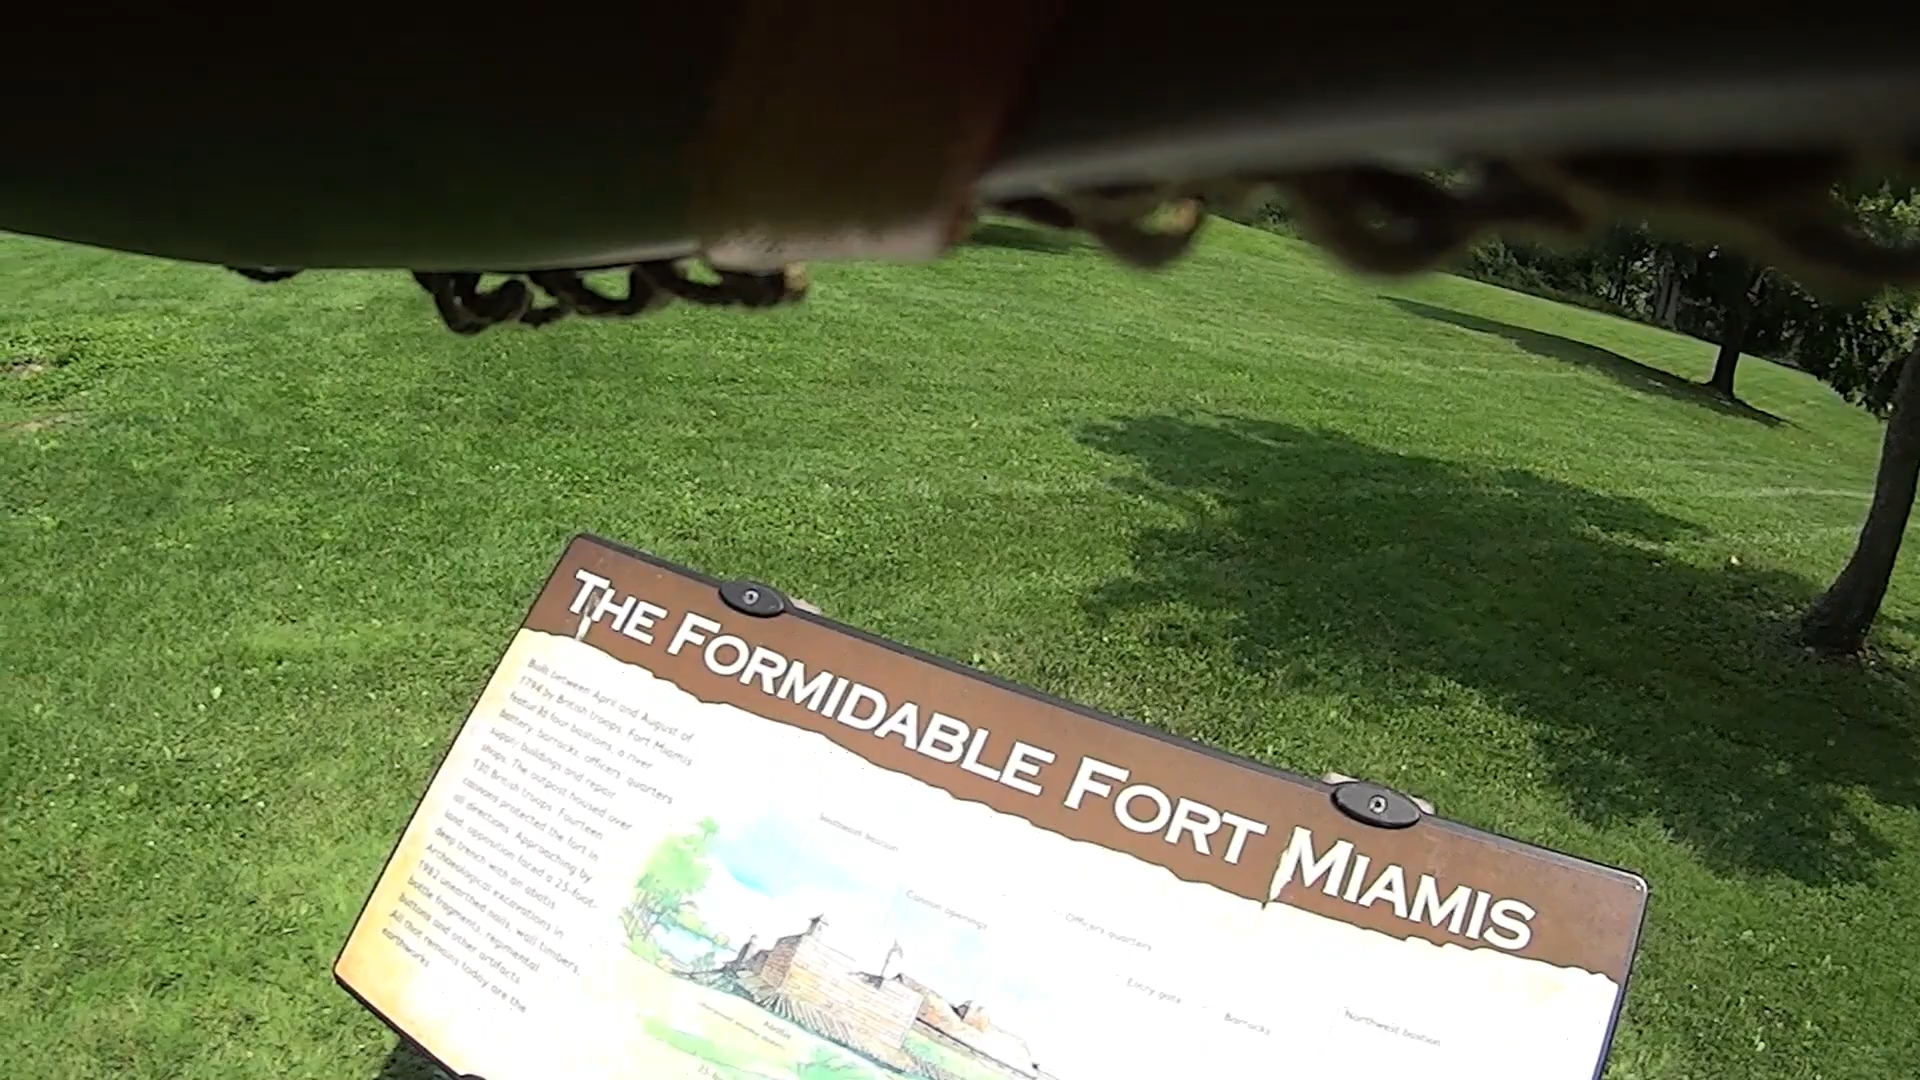 THE FORMIDABLE FORT MIAMIS
Built between April and August of
1794 by British troops, Fort Miamis
featured four bastions, a river
battery, barracks, officers' quarters
supply buildings and repair
shops. The outpost housed over
130 British troops. Fourteen
cannons protected the fort in
all directions. Approaching by
land, opposition faced a 25-foot-
deep trench with an abatis.
Archaeological excavations in
1982 unearthed nails, wall timbers,
bottle fragments, regimental
buttons and other artifacts.
All that remains today are the
earthworks.
Southwest bastion
Cannon openings
Officers quarters
Entry gate
Barracks
Northwest bastion
Abatis